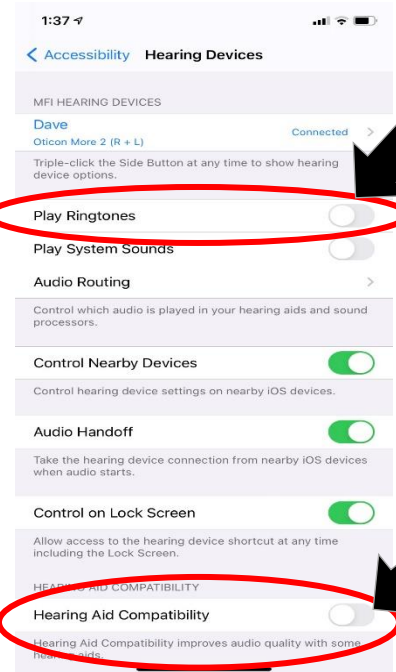 1:37
Accessibility Hearing Devices
MFI HEARING DEVICES
Dave
Oticon More 2 (R + L)
Connected
Triple-click the Side Button at any time to show hearing
device options.
Play Ringtones
Play System Sounds
Audio Routing
Control which audio is played in your hearing aids and sound
processors.
Control Nearby Devices
Control hearing device settings on nearby iOS devices.
Audio Handoff
Take the hearing device connection from nearby iOS devices
when audio starts.
Control on Lock Screen
Allow access to the hearing device shortcut at any time
including the Lock Screen.
HEARING AID COMPATIBILITY
Hearing Aid Compatibility
Hearing Aid Compatibility improves audio quality with some
hearing aids.